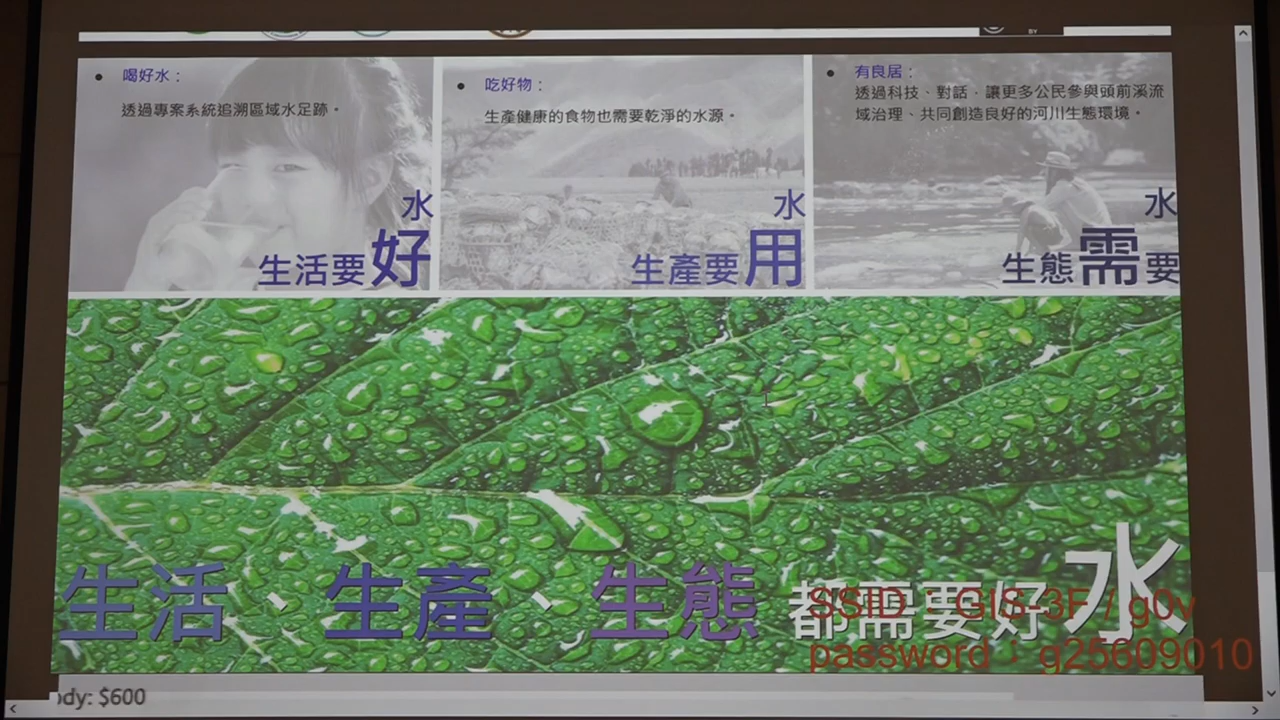 BY
喝好水：
透過專案系統追溯區域水足跡。
水
生活要好
吃好物：
生產健康的食物也需要乾淨的水源。
水
生產要用
有良居：
透過科技、對話，讓更多公民參與頭前溪流
域治理、共同創造良好的河川生態環境。
水
生態需要
生活、生產、生態 都需要好水
SSID： GIS-3F / g0v
password： g25609010
ody: $600